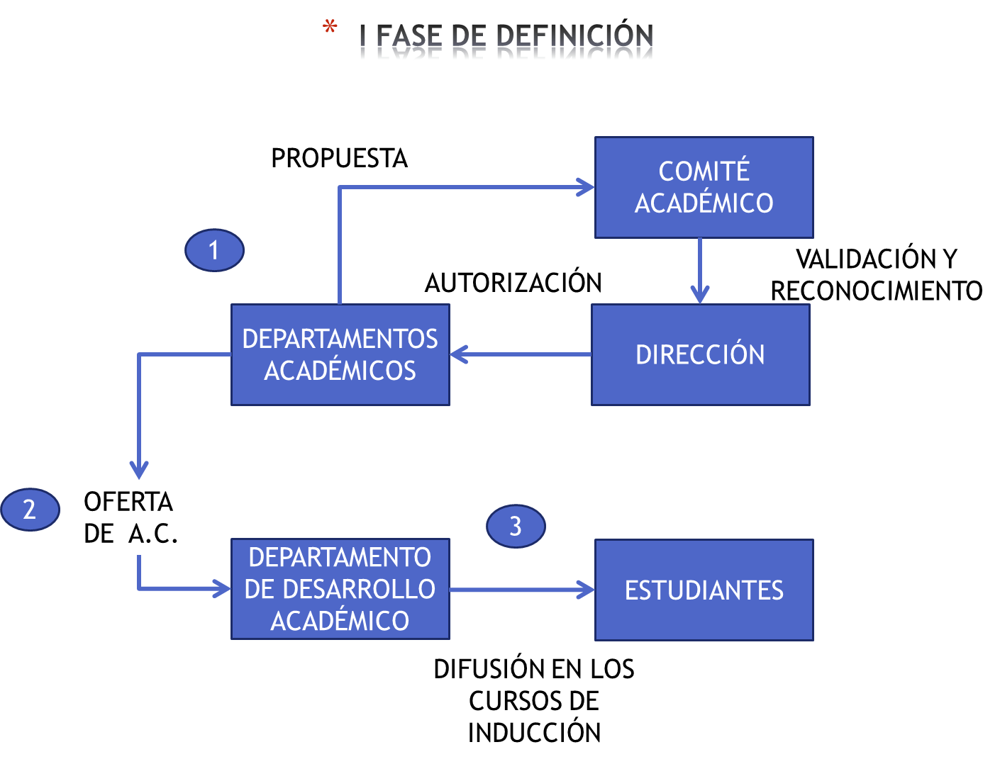 * I FASE DE DEFINICIÓN
PROPUESTA
COMITÉ
ACADÉMICO
1
VALIDACIÓN Y
RECONOCIMIENTO
AUTORIZACIÓN
DEPARTAMENTOS
ACADÉMICOS
DIRECCIÓN
2
OFERTA
DE A.C.
3
DEPARTAMENTO
DE DESARROLLO
ACADÉMICO
ESTUDIANTES
DIFUSIÓN EN LOS
CURSOS DE
INDUCCIÓN